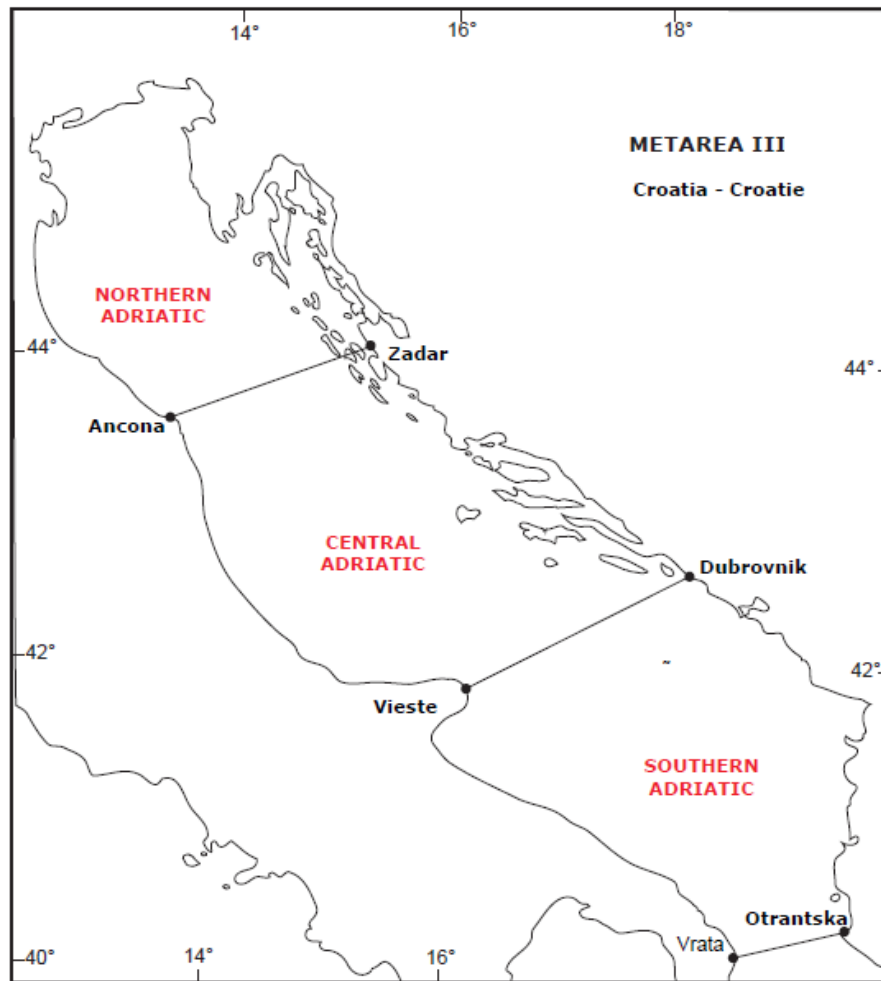 14°
16°
18°
METAREA III
Croatia - Croatie
NORTHERN
ADRIATIC
44°
Zadar
44°
Ancona
CENTRAL
ADRIATIC
Dubrovnik
42°
42°
Vieste
SOUTHERN
ADRIATIC
Otrantska
Vrata
40°
14°
16°